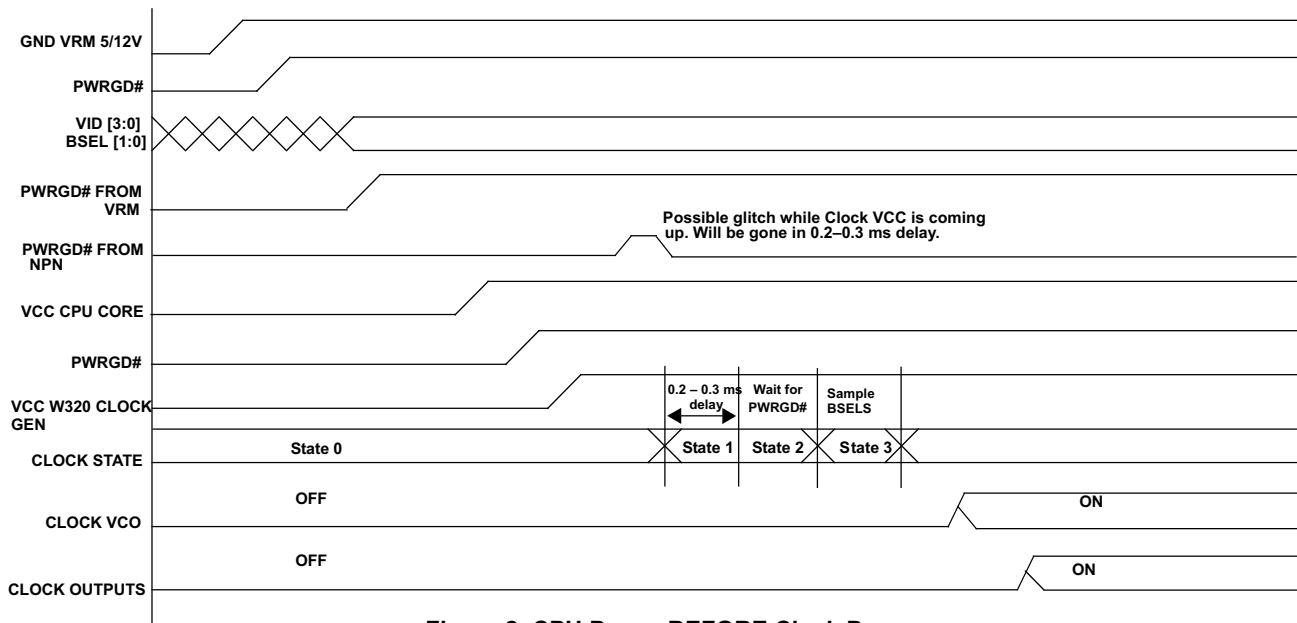 GND VRM 5/12V
PWRGD#
VID [3:0]
BSEL [1:0]
PWRGD# FROM
VRM
Possible glitch while Clock VCC is coming
up. Will be gone in 0.2–0.3 ms delay.
PWRGD# FROM
NPN
VCC CPU CORE
PWRGD#
0.2 – 0.3 ms
delay
Wait for
PWRGD#
Sample
BSELS
VCC W320 CLOCK
GEN
CLOCK STATE
State 0
State 1
State 2
State 3
OFF
ON
CLOCK VCO
OFF
ON
CLOCK OUTPUTS